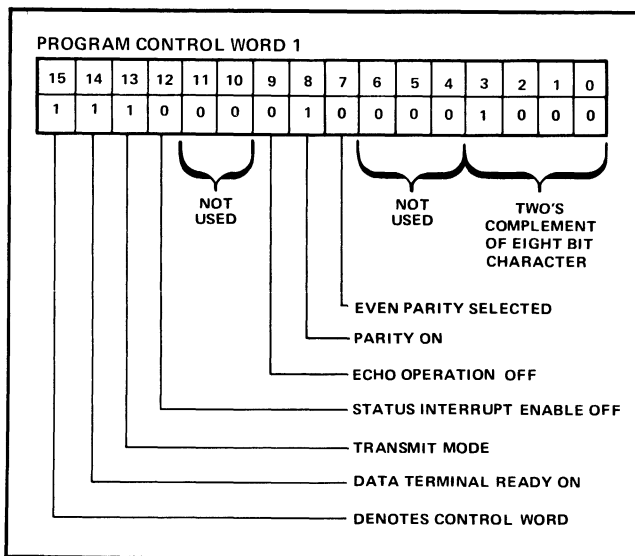 PROGRAM CONTROL WORD 1
15 14 13 12 11 10 9 8 7 6 5 4 3 2 1 0
1 1 1 0 0 0 0 1 0 0 0 0 1 0 0 0
NOT
USED
NOT
USED
TWO'S
COMPLEMENT
OF EIGHT BIT
CHARACTER
EVEN PARITY SELECTED
PARITY ON
ECHO OPERATION OFF
STATUS INTERRUPT ENABLE OFF
TRANSMIT MODE
DATA TERMINAL READY ON
DENOTES CONTROL WORD